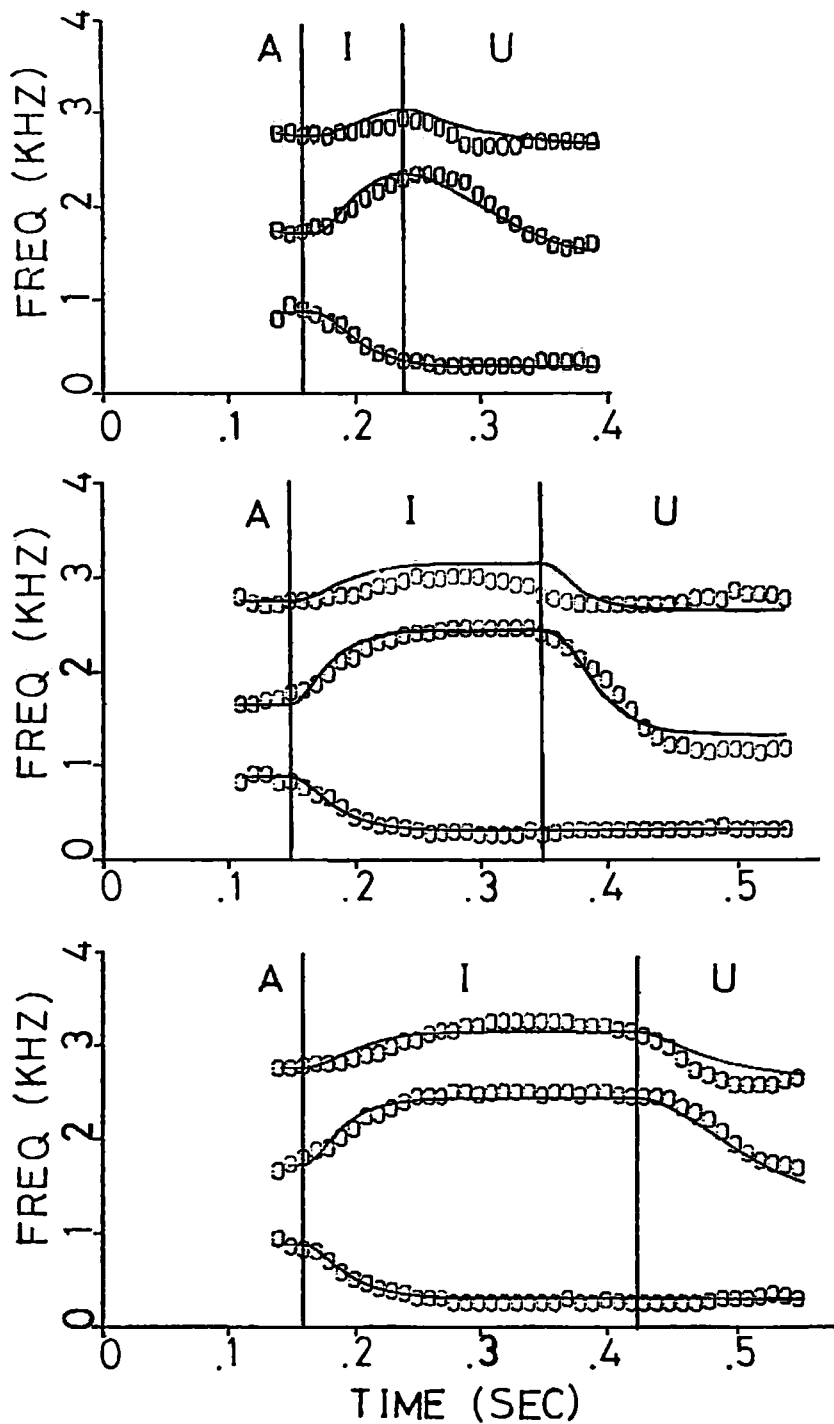 A I U
FREQ (KHZ)
4
3
2
1
0
0 .1 .2 .3 .4
A I U
FREQ (KHZ)
4
3
2
1
0
0 .1 .2 .3 .4 .5
A I U
FREQ (KHZ)
4
3
2
1
0
0 .1 .2 .3 .4 .5
TIME (SEC)